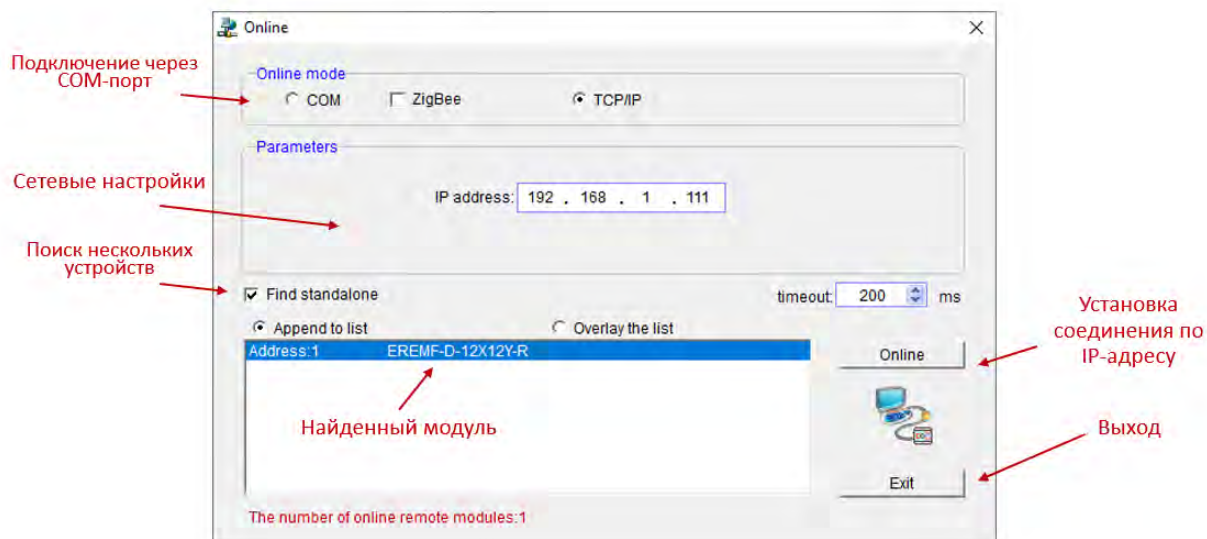 Online
Подключение через
COM-порт
Online mode
COM
ZigBee
TCP/IP
Parameters
Сетевые настройки
IP address: 192 . 168 . 1 . 111
Поиск нескольких
устройств
Find standalone
timeout: 200 ms
Append to list
Overlay the list
Address:1 EREMF-D-12X12Y-R
Online
Установка
соединения по
IP-адресу
Найденный модуль
Выход
Exit
The number of online remote modules:1